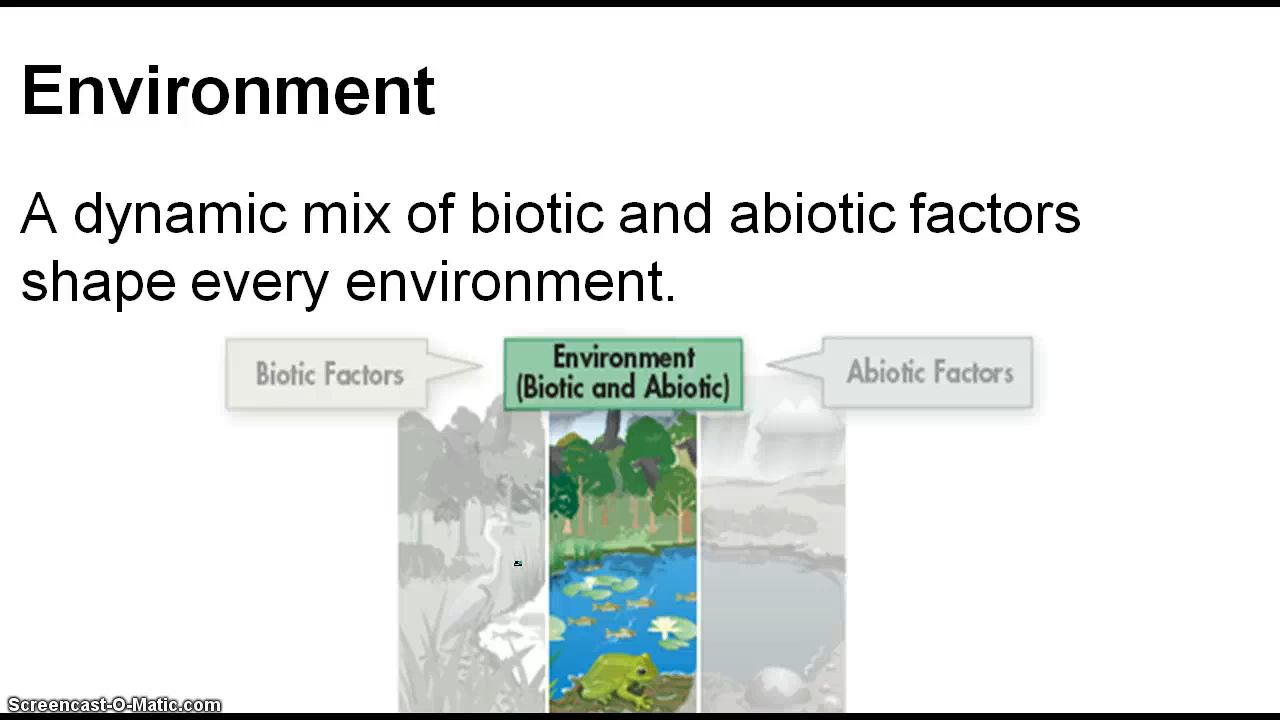 Environment
A dynamic mix of biotic and abiotic factors
shape every environment.
Biotic Factors
Environment
(Biotic and Abiotic)
Abiotic Factors
Screencast-O-Matic.com